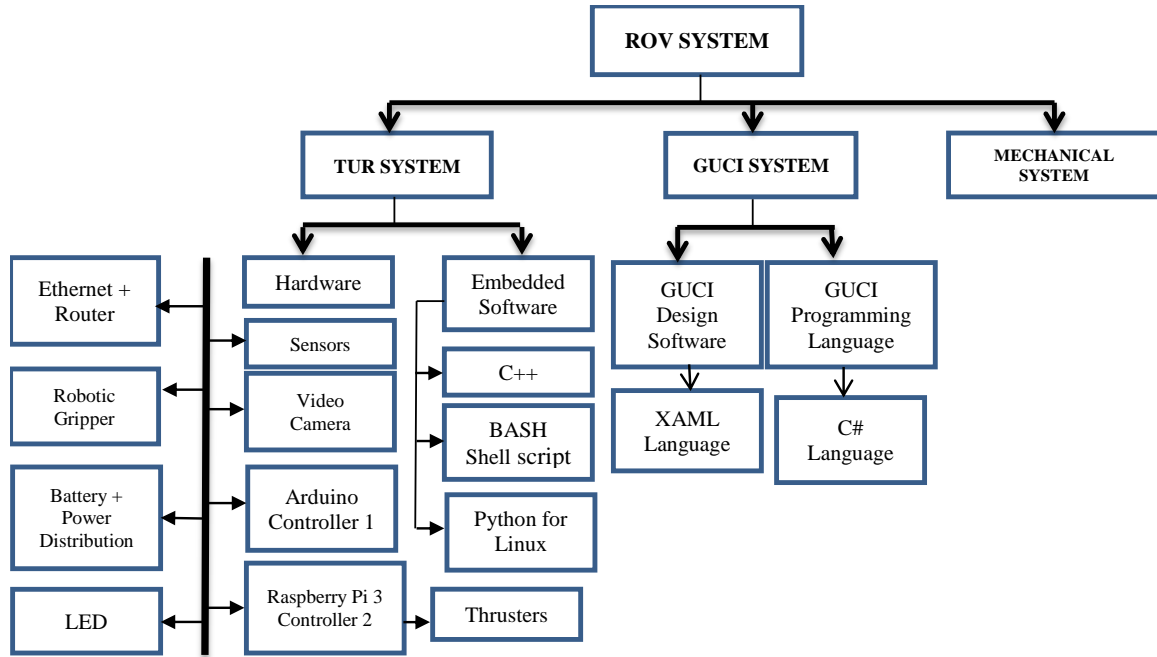 ROV SYSTEM
TUR SYSTEM
GUCI SYSTEM
MECHANICAL
SYSTEM
Ethernet +
Router
Hardware
Embedded
Software
GUCI
Design
Software
GUCI
Programming
Language
Sensors
Robotic
Gripper
Video
Camera
C++
XAML
Language
C#
Language
BASH
Shell script
Battery +
Power
Distribution
Arduino
Controller 1
Python for
Linux
LED
Raspberry Pi 3
Controller 2
Thrusters